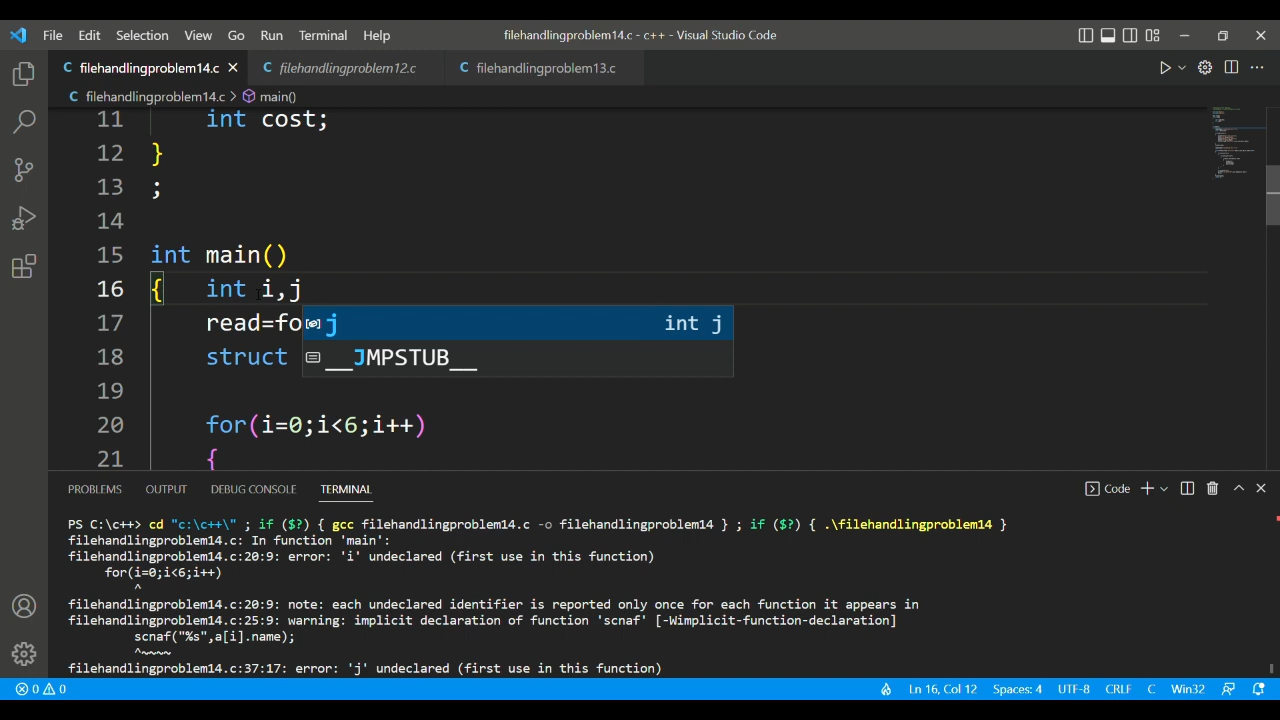 File Edit Selection View Go Run Terminal Help filehandlingproblem14.c - c++ - Visual Studio Code
C filehandlingproblem14.c C filehandlingproblem12.c C filehandlingproblem13.c
C filehandlingproblem14.c > main()
11 int cost;
12 }
13 ;
14
15 int main()
16 { int i,j
17 read=fo j int j
18 struct __JMPSTUB__
19
20 for(i=0;i<6;i++)
21 {
PROBLEMS OUTPUT DEBUG CONSOLE TERMINAL Code
PS C:\c++> cd "c:\c++\" ; if ($?) { gcc filehandlingproblem14.c -o filehandlingproblem14 } ; if ($?) { .\filehandlingproblem14 }
filehandlingproblem14.c: In function 'main':
filehandlingproblem14.c:20:9: error: 'i' undeclared (first use in this function)
for(i=0;i<6;i++)
^
filehandlingproblem14.c:20:9: note: each undeclared identifier is reported only once for each function it appears in
filehandlingproblem14.c:25:9: warning: implicit declaration of function 'scnaf' [-Wimplicit-function-declaration]
scnaf("%s",a[i].name);
^~~~~
filehandlingproblem14.c:37:17: error: 'j' undeclared (first use in this function)
0 0 Ln 16, Col 12 Spaces: 4 UTF-8 CRLF C Win32